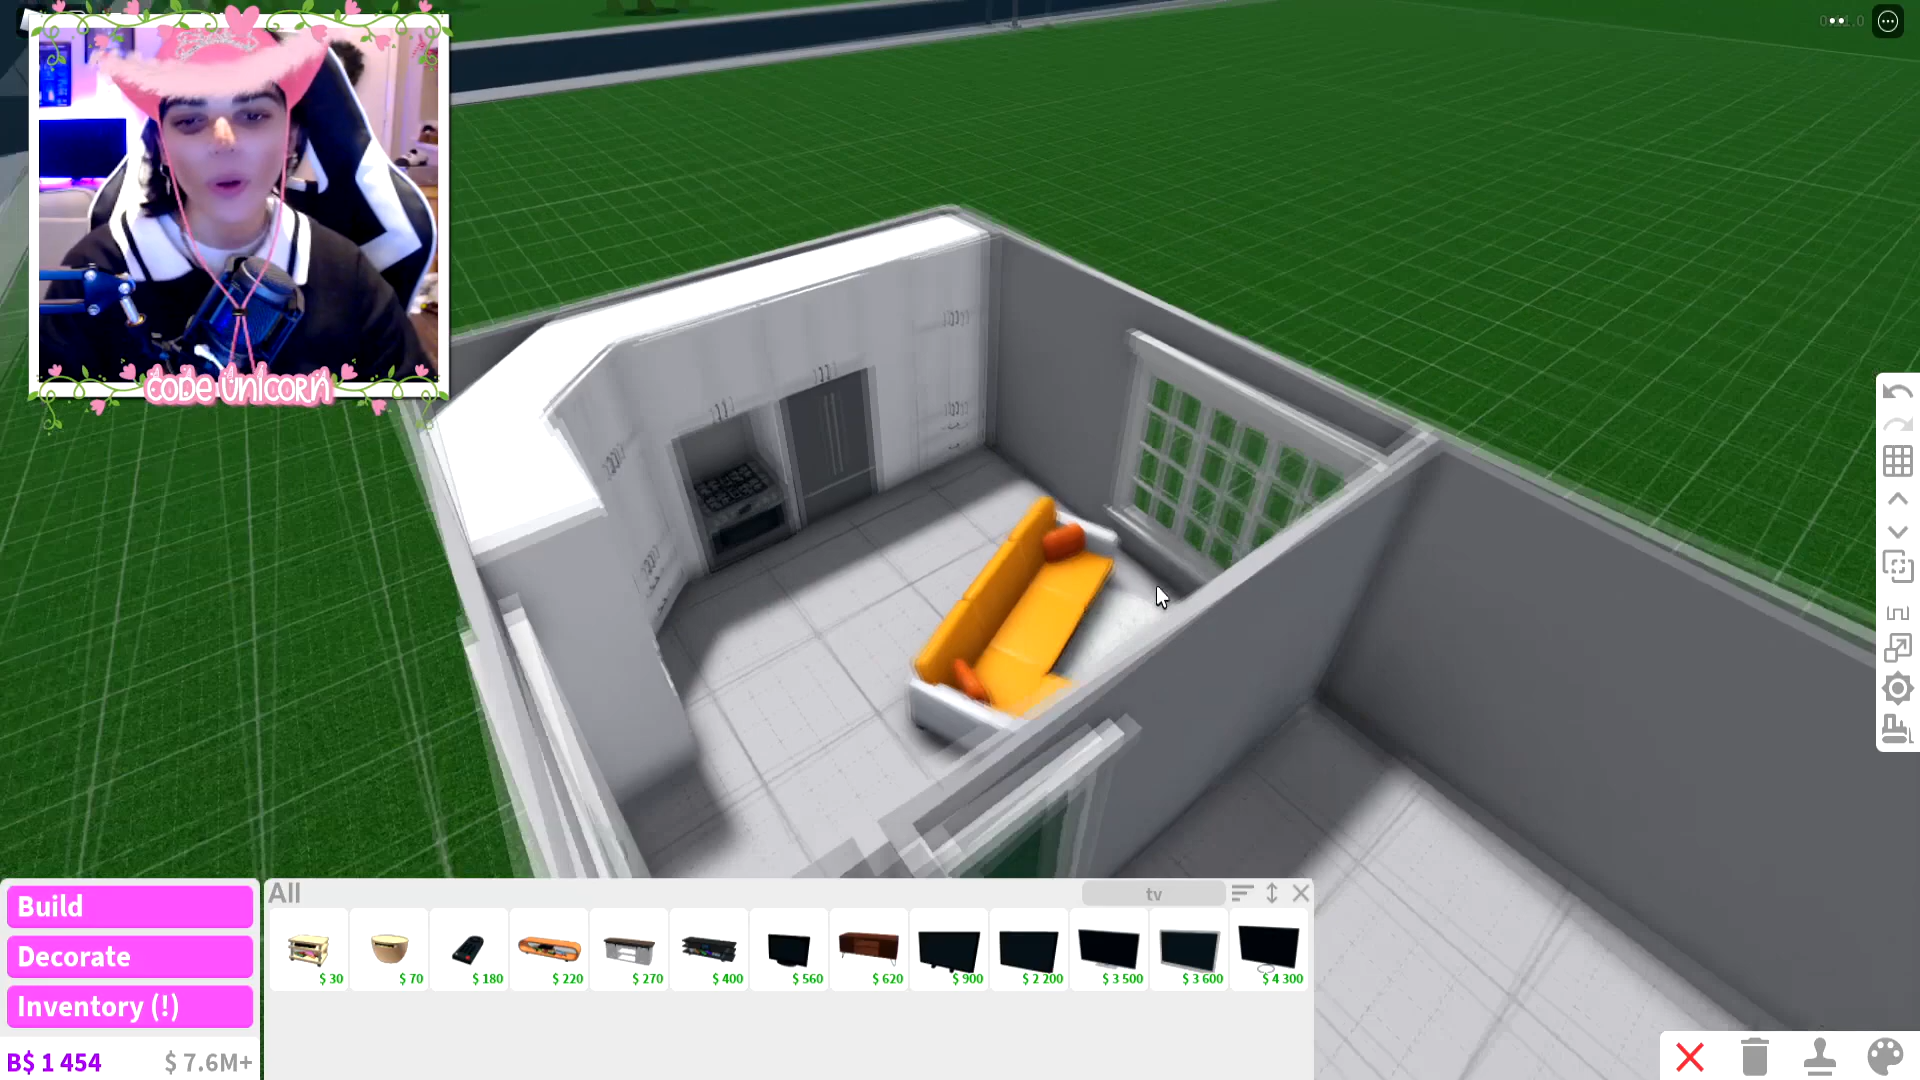 CODE UNICORN
Build
Decorate
Inventory (!)
B$ 1 454
$ 7.6M+
All
tv
$ 30
$ 70
$ 180
$ 220
$ 270
$ 400
$ 560
$ 620
$ 900
$ 2 200
$ 3 500
$ 3 600
$ 4 300